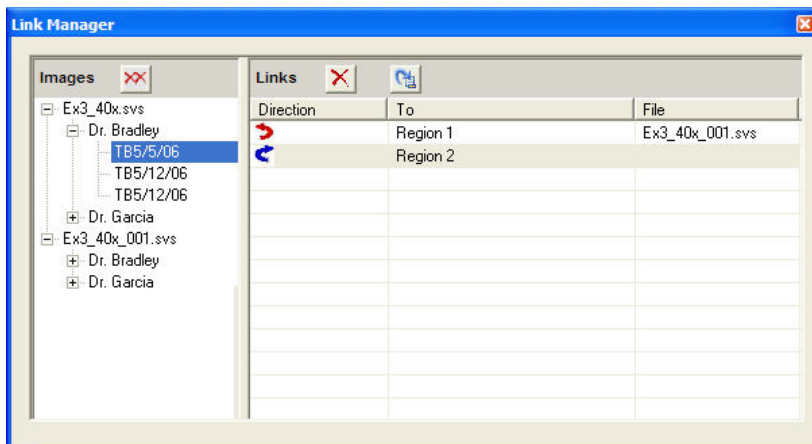 Link Manager
Images
Links
Ex3_40x.svs
Dr. Bradley
TB5/5/06
TB5/12/06
TB5/12/06
Dr. Garcia
Ex3_40x_001.svs
Dr. Bradley
Dr. Garcia
Direction To File
Region 1 Ex3_40x_001.svs
Region 2